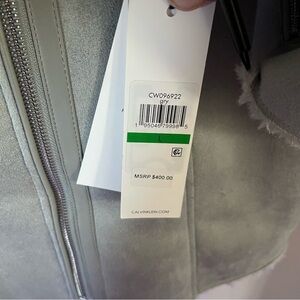 CW096922
gry
L
MSRP $400.00
CALVINKLEIN.COM